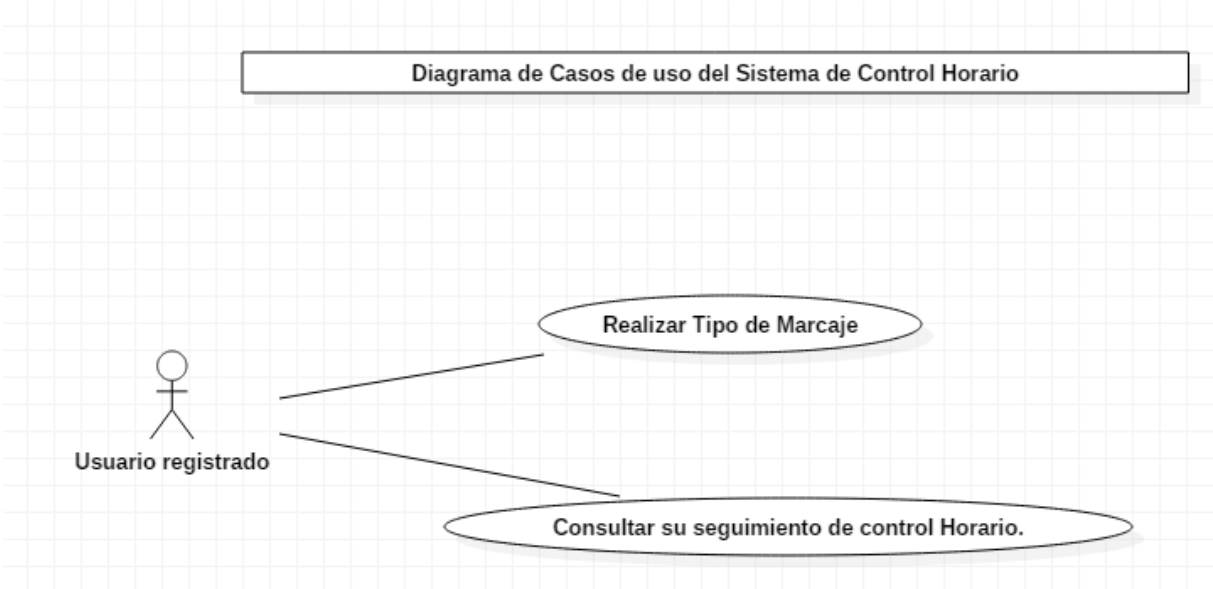 Diagrama de Casos de uso del Sistema de Control Horario
Realizar Tipo de Marcaje
Usuario registrado
Consultar su seguimiento de control Horario.